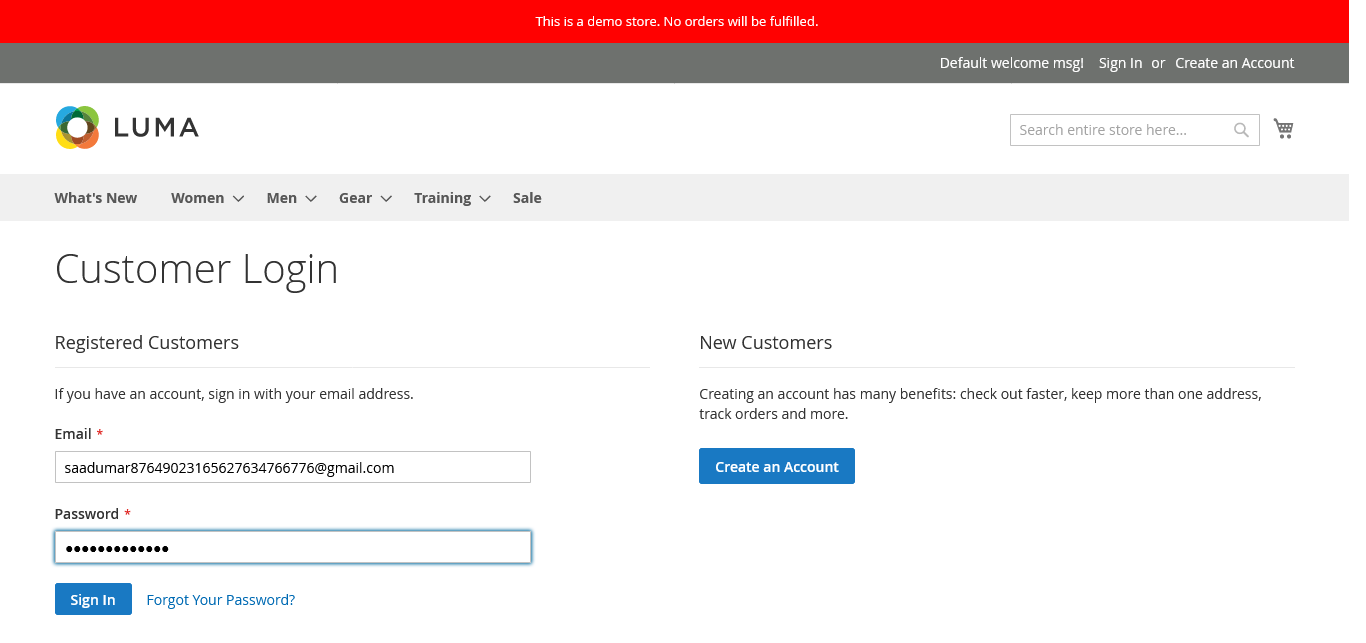 This is a demo store. No orders will be fulfilled.
Default welcome msg! Sign In or Create an Account
LUMA
Search entire store here...
What's New Women Men Gear Training Sale
Customer Login
Registered Customers
If you have an account, sign in with your email address.
Email *
saadumar87649023165627634766776@gmail.com
Password *
•••••••••••••
Sign In Forgot Your Password?
New Customers
Creating an account has many benefits: check out faster, keep more than one address,
track orders and more.
Create an Account